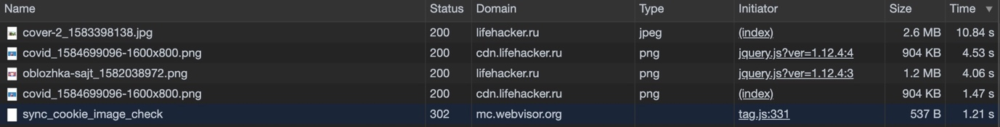 Name Status Domain Type Initiator Size Time ▼
cover-2_1583398138.jpg 200 lifehacker.ru jpeg (index) 2.6 MB 10.84 s
covid_1584699096-1600x800.png 200 cdn.lifehacker.ru png jquery.js?ver=1.12.4:4 904 KB 4.53 s
oblozhka-sajt_1582038972.png 200 lifehacker.ru png jquery.js?ver=1.12.4:3 1.2 MB 4.06 s
covid_1584699096-1600x800.png 200 cdn.lifehacker.ru png (index) 904 KB 1.47 s
sync_cookie_image_check 302 mc.webvisor.org tag.js:331 537 B 1.21 s